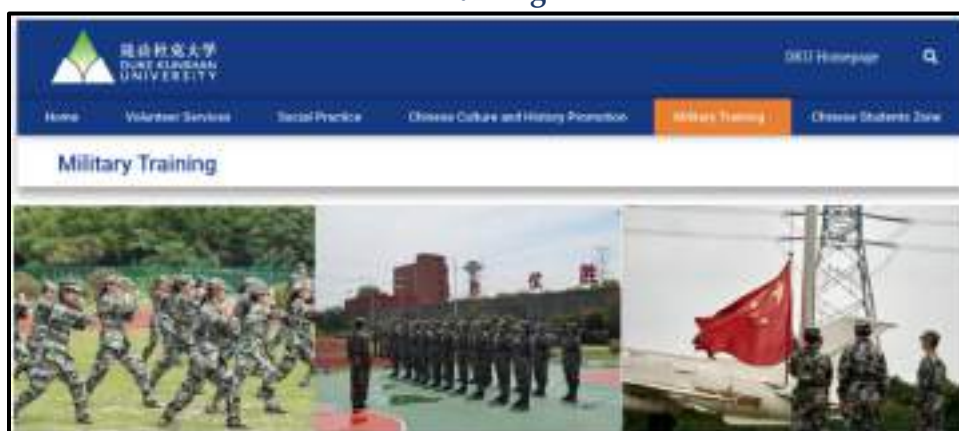 昆山杜克大学
DUKE KUNSHAN
UNIVERSITY
DKU Homepage
Home Volunteer Services Social Practice Chinese Culture and History Promotion Military Training Chinese Students Zone
Military Training